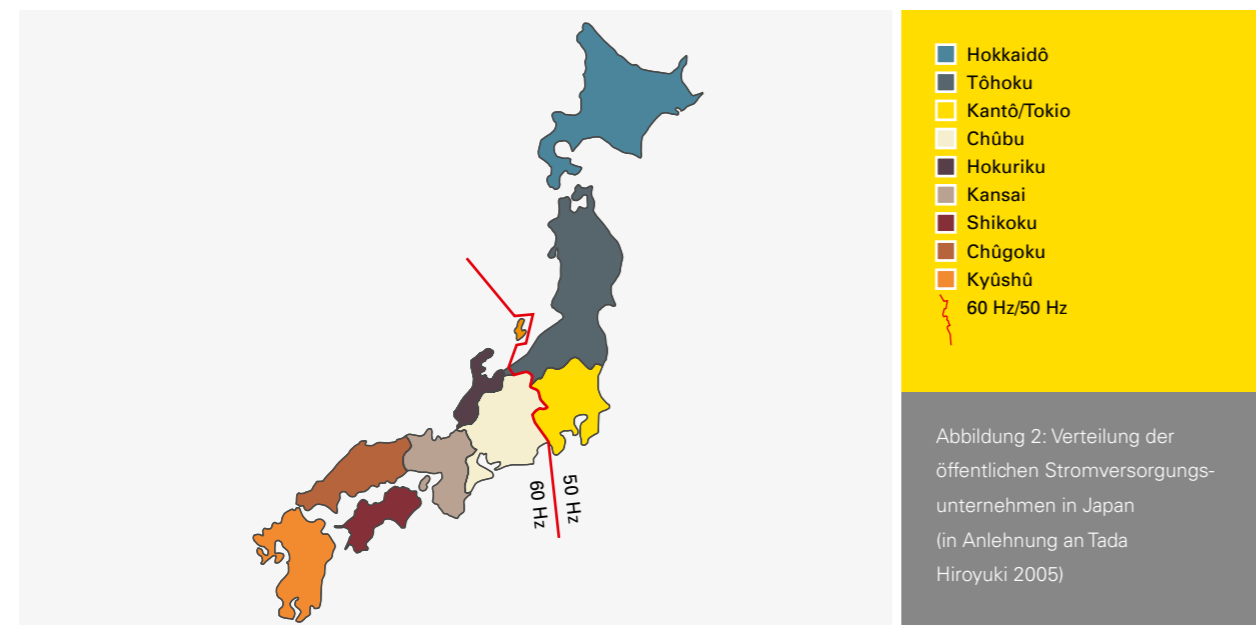 Hokkaidô
Tôhoku
Kantô/Tokio
Chûbu
Hokuriku
Kansai
Shikoku
Chûgoku
Kyûshû
60 Hz/50 Hz
50 Hz
60 Hz
Abbildung 2: Verteilung der
öffentlichen Stromversorgungs-
unternehmen in Japan
(in Anlehnung an Tada
Hiroyuki 2005)